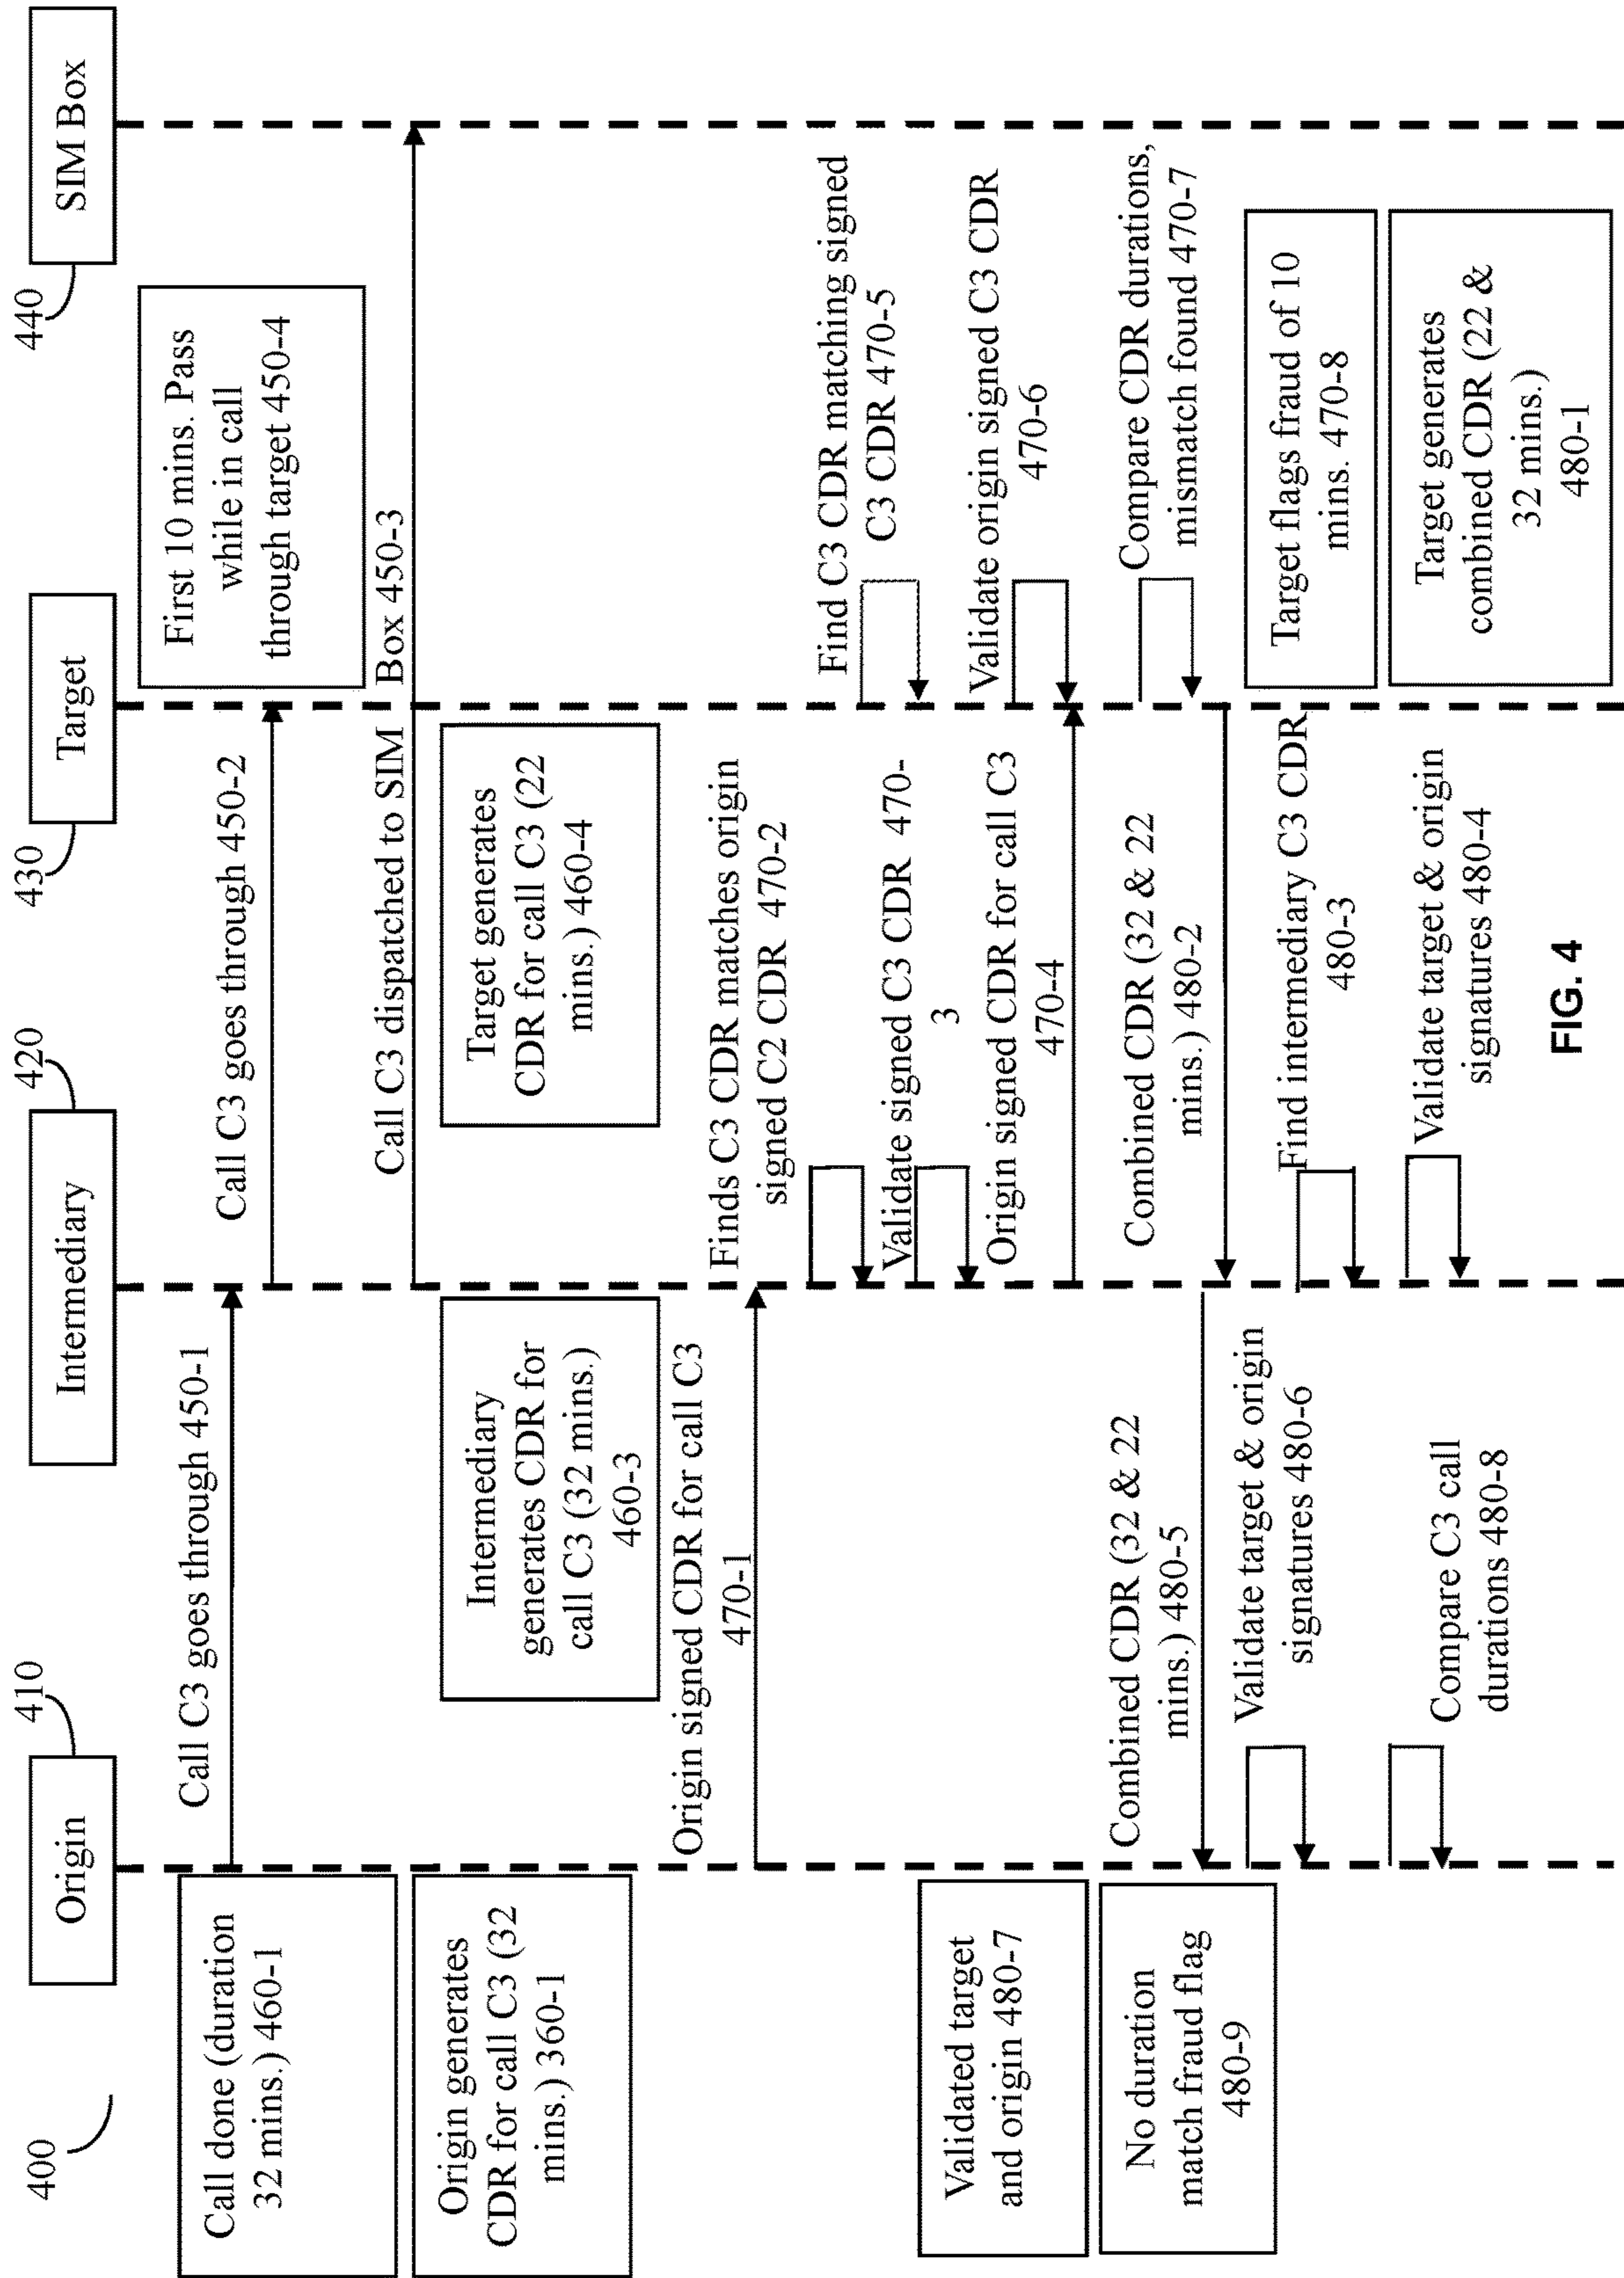 400
Origin
410
Intermediary
420
Target
430
SIM Box
440
Call done (duration
32 mins.) 460-1
Call C3 goes through 450-1
Call C3 goes through 450-2
First 10 mins. Pass
while in call
through target 450-4
Call C3 dispatched to SIM Box 450-3
Origin generates
CDR for call C3 (32
mins.) 360-1
Intermediary
generates CDR for
call C3 (32 mins.)
460-3
Target generates
CDR for call C3 (22
mins.) 460-4
Origin signed CDR for call C3
470-1
Finds C3 CDR matches origin
signed C2 CDR 470-2
Validate signed C3 CDR 470-
3
Origin signed CDR for call C3
470-4
Find C3 CDR matching signed
C3 CDR 470-5
Validate origin signed C3 CDR
470-6
Compare CDR durations,
mismatch found 470-7
Target flags fraud of 10
mins. 470-8
Target generates
combined CDR (22 &
32 mins.)
480-1
Combined CDR (32 & 22
mins.) 480-2
Find intermediary C3 CDR
480-3
Validate target & origin
signatures 480-4
Combined CDR (32 & 22
mins.) 480-5
Validate target & origin
signatures 480-6
Compare C3 call
durations 480-8
Validated target
and origin 480-7
No duration
match fraud flag
480-9
FIG. 4